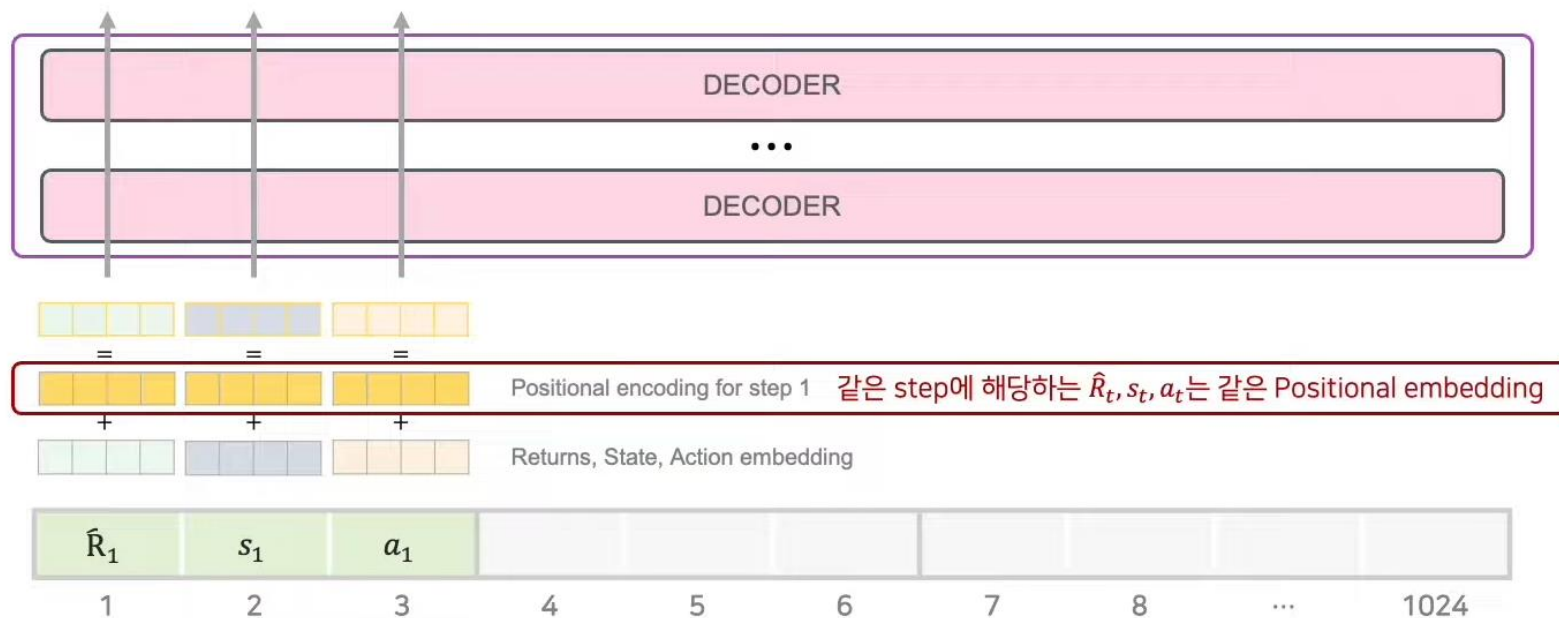 DECODER
...
DECODER
= = =
Positional encoding for step 1 같은 step에 해당하는 R̂ₜ, sₜ, aₜ는 같은 Positional embedding
+ + +
Returns, State, Action embedding
R̂₁ s₁ a₁
1 2 3 4 5 6 7 8 ... 1024